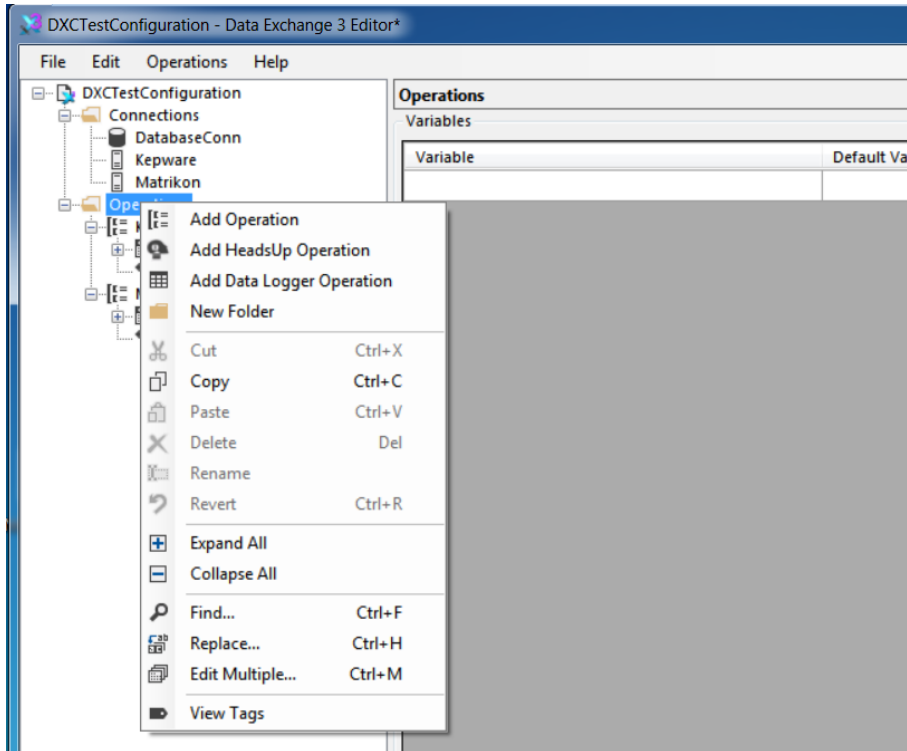 DXCTestConfiguration - Data Exchange 3 Editor*
File Edit Operations Help
DXCTestConfiguration
Connections
DatabaseConn
Kepware
Matrikon
Operations
Variables
Variable Default Va
Add Operation
Add HeadsUp Operation
Add Data Logger Operation
New Folder
Cut Ctrl+X
Copy Ctrl+C
Paste Ctrl+V
Delete Del
Rename
Revert Ctrl+R
Expand All
Collapse All
Find... Ctrl+F
Replace... Ctrl+H
Edit Multiple... Ctrl+M
View Tags